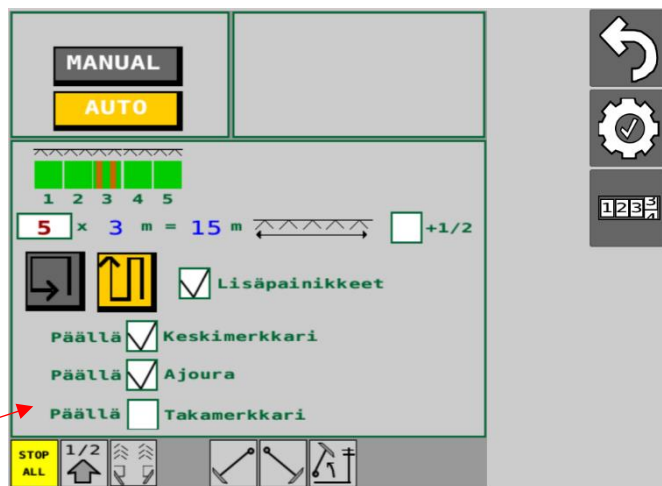 MANUAL
AUTO
1 2 3 4 5
5 x 3 m = 15 m +1/2
Lisäpainikkeet
Päällä Keskimerkkari
Päällä Ajoura
Päällä Takamerkkari
STOP ALL
1/2